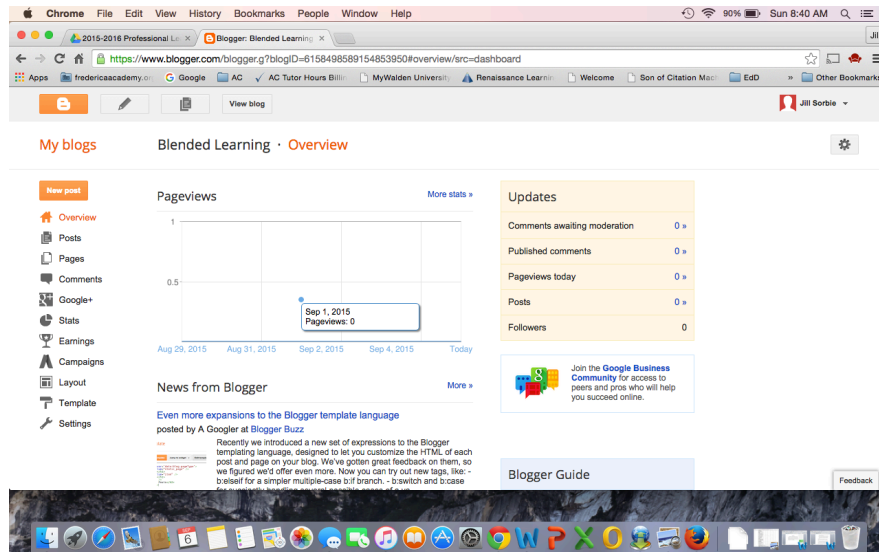 Chrome File Edit View History Bookmarks People Window Help 90% Sun 8:40 AM
2015-2016 Professional Le
Blogger: Blended Learning
Jil
https://www.blogger.com/blogger.g?blogID=6158498589154853950#overview/src=dashboard
Apps fredericaacademy.or Google AC AC Tutor Hours Billin MyWalden University Renaissance Learnin Welcome Son of Citation Mach EdD » Other Bookmarks
View blog
Jill Sorbie
My blogs
Blended Learning · Overview
New post
Overview
Posts
Pages
Comments
Google+
Stats
Earnings
Campaigns
Layout
Template
Settings
Pageviews
More stats »
1
0.5
Sep 1, 2015
Pageviews: 0
Aug 29, 2015 Aug 31, 2015 Sep 2, 2015 Sep 4, 2015 Today
News from Blogger
More »
Even more expansions to the Blogger template language
posted by A Googler at Blogger Buzz
Recently we introduced a new set of expressions to the Blogger
templating language, designed to let you customize the HTML of each
post and page on your blog. We've gotten great feedback on them, so
we figured we'd offer even more. Now you can try out new tags, like: -
b:elseif for a simpler multiple-case b:if branch. - b:switch and b:case
Updates
Comments awaiting moderation 0 »
Published comments 0 »
Pageviews today 0 »
Posts 0 »
Followers 0
Join the Google Business
Community for access to
peers and pros who will help
you succeed online.
Blogger Guide
Feedback
6